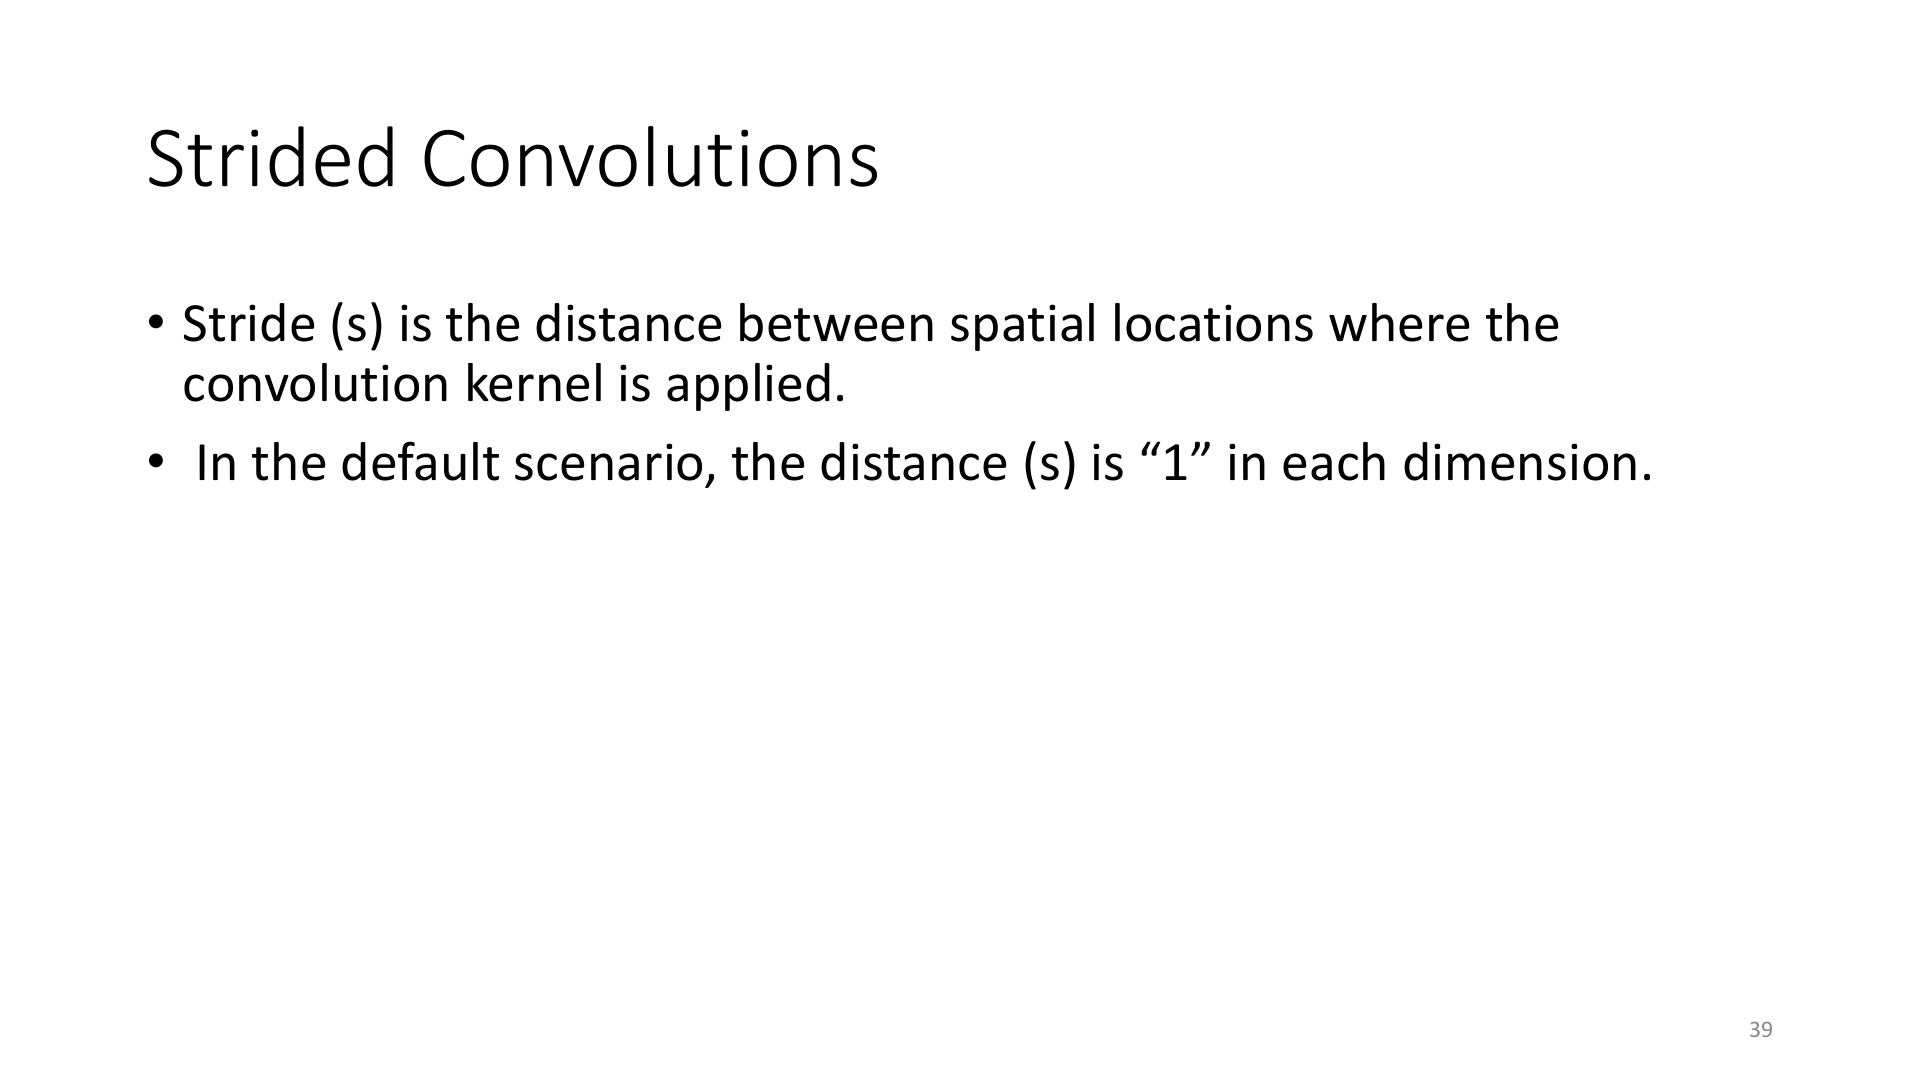 Strided Convolutions
• Stride (s) is the distance between spatial locations where the
convolution kernel is applied.
• In the default scenario, the distance (s) is “1” in each dimension.
39